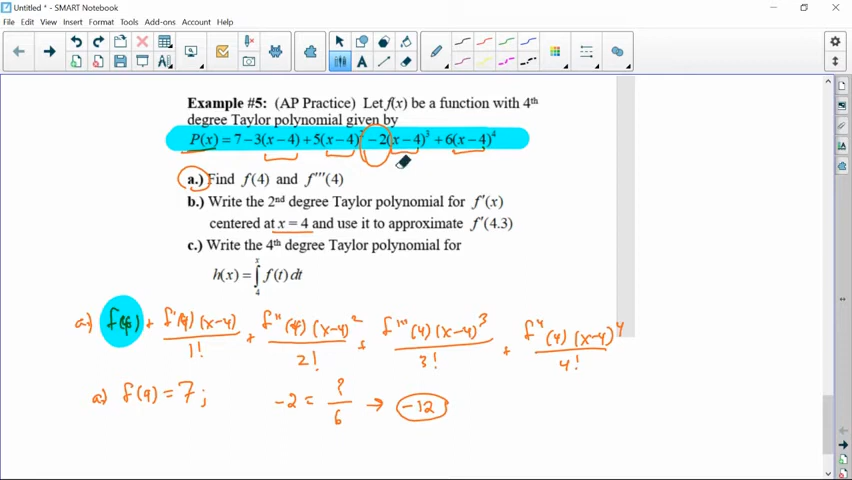 Untitled * - SMART Notebook
File Edit View Insert Format Tools Add-ons Account Help
Example #5: (AP Practice) Let f(x) be a function with 4th
degree Taylor polynomial given by
P(x) = 7 − 3(x − 4) + 5(x − 4)² − 2(x − 4)³ + 6(x − 4)⁴
a.) Find f(4) and f'''(4)
b.) Write the 2nd degree Taylor polynomial for f'(x)
centered at x = 4 and use it to approximate f'(4.3)
c.) Write the 4th degree Taylor polynomial for
h(x) = ∫₄ˣ f(t) dt
a) f(4) + f'(4)(x-4)/1! + f''(4)(x-4)²/2! + f'''(4)(x-4)³/3! + f⁴(4)(x-4)⁴/4!
a) f(4) = 7; -2 = ?/6 → -12